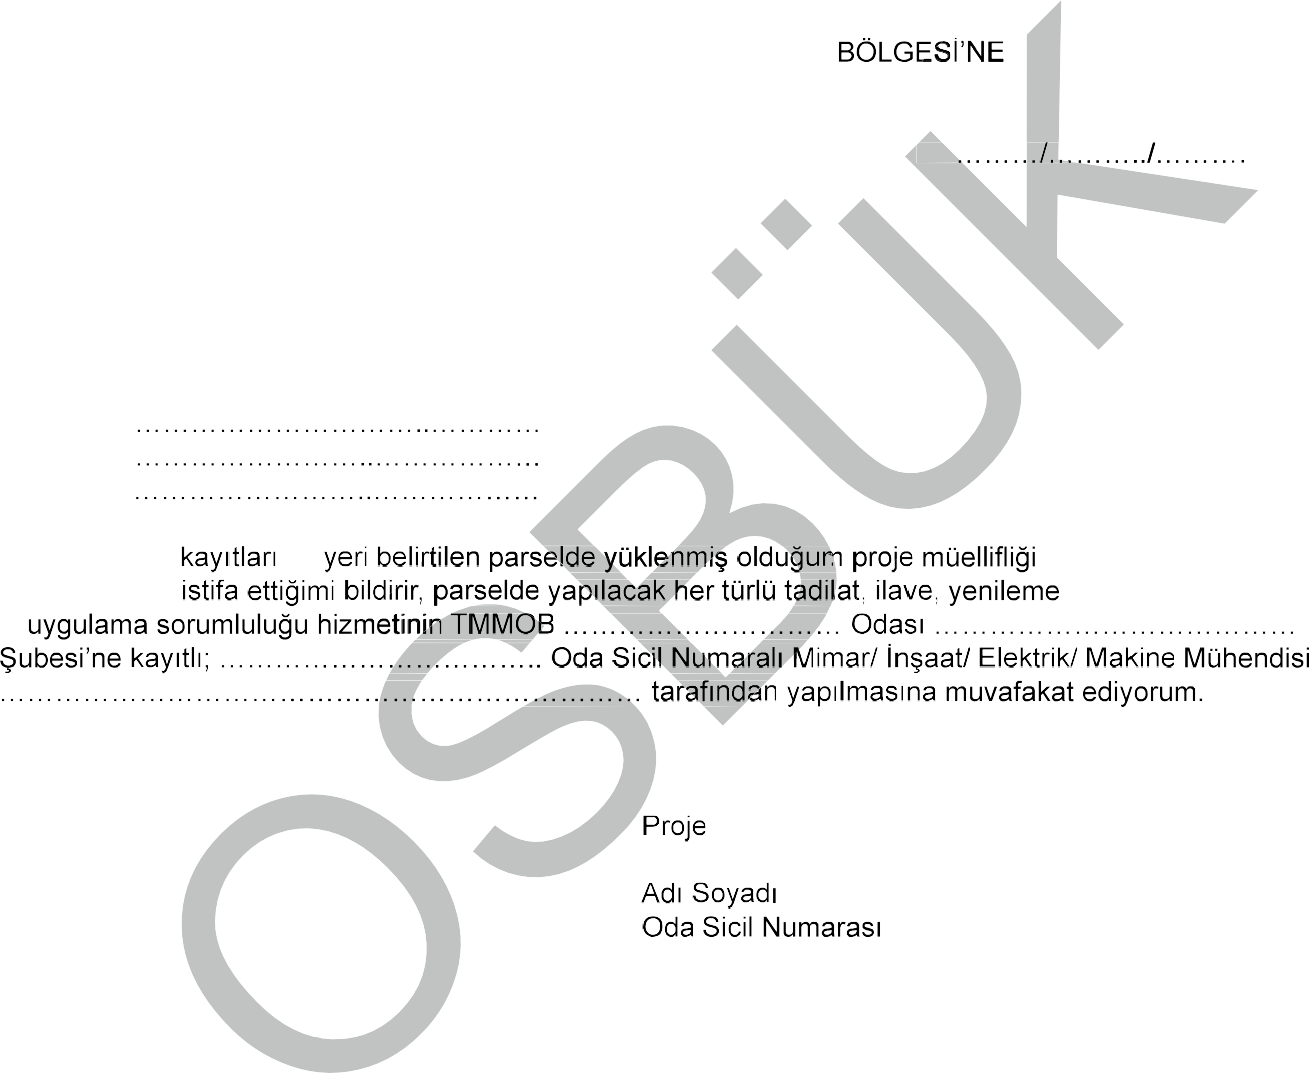 BÖLGESİ’NE
………/………../……….
…………………………..…………
……………………..………………
…………………….………………
kayıtları yeri belirtilen parselde yüklenmiş olduğum proje müellifliği
istifa ettiğimi bildirir, parselde yapılacak her türlü tadilat, ilave, yenileme
uygulama sorumluluğu hizmetinin TMMOB ………………………… Odası …………………………………
Şubesi’ne kayıtlı; …………………………….. Oda Sicil Numaralı Mimar/ İnşaat/ Elektrik/ Makine Mühendisi
…………………………………………………………… tarafından yapılmasına muvafakat ediyorum.
Proje
Adı Soyadı
Oda Sicil Numarası
OSBÜK